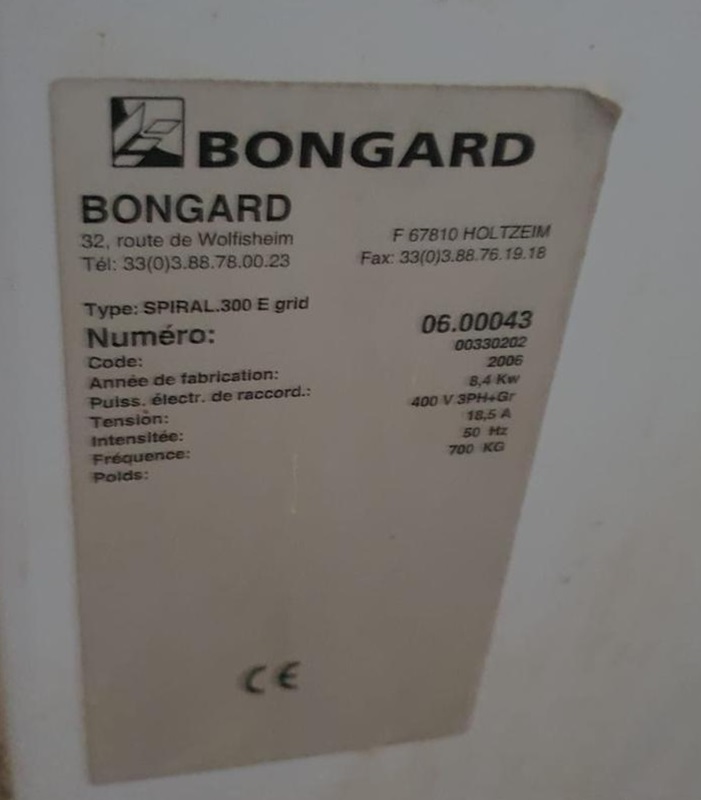 BONGARD
BONGARD
32, route de Wolfisheim F 67810 HOLTZEIM
Tél: 33(0)3.88.78.00.23 Fax: 33(0)3.88.76.19.18
Type: SPIRAL.300 E grid
Numéro: 06.00043
Code: 00330202
Année de fabrication: 2006
Puiss. électr. de raccord.: 8,4 Kw
Tension: 400 V 3PH+Gr
Intensitée: 18,5 A
Fréquence: 50 Hz
Poids: 700 KG
CE